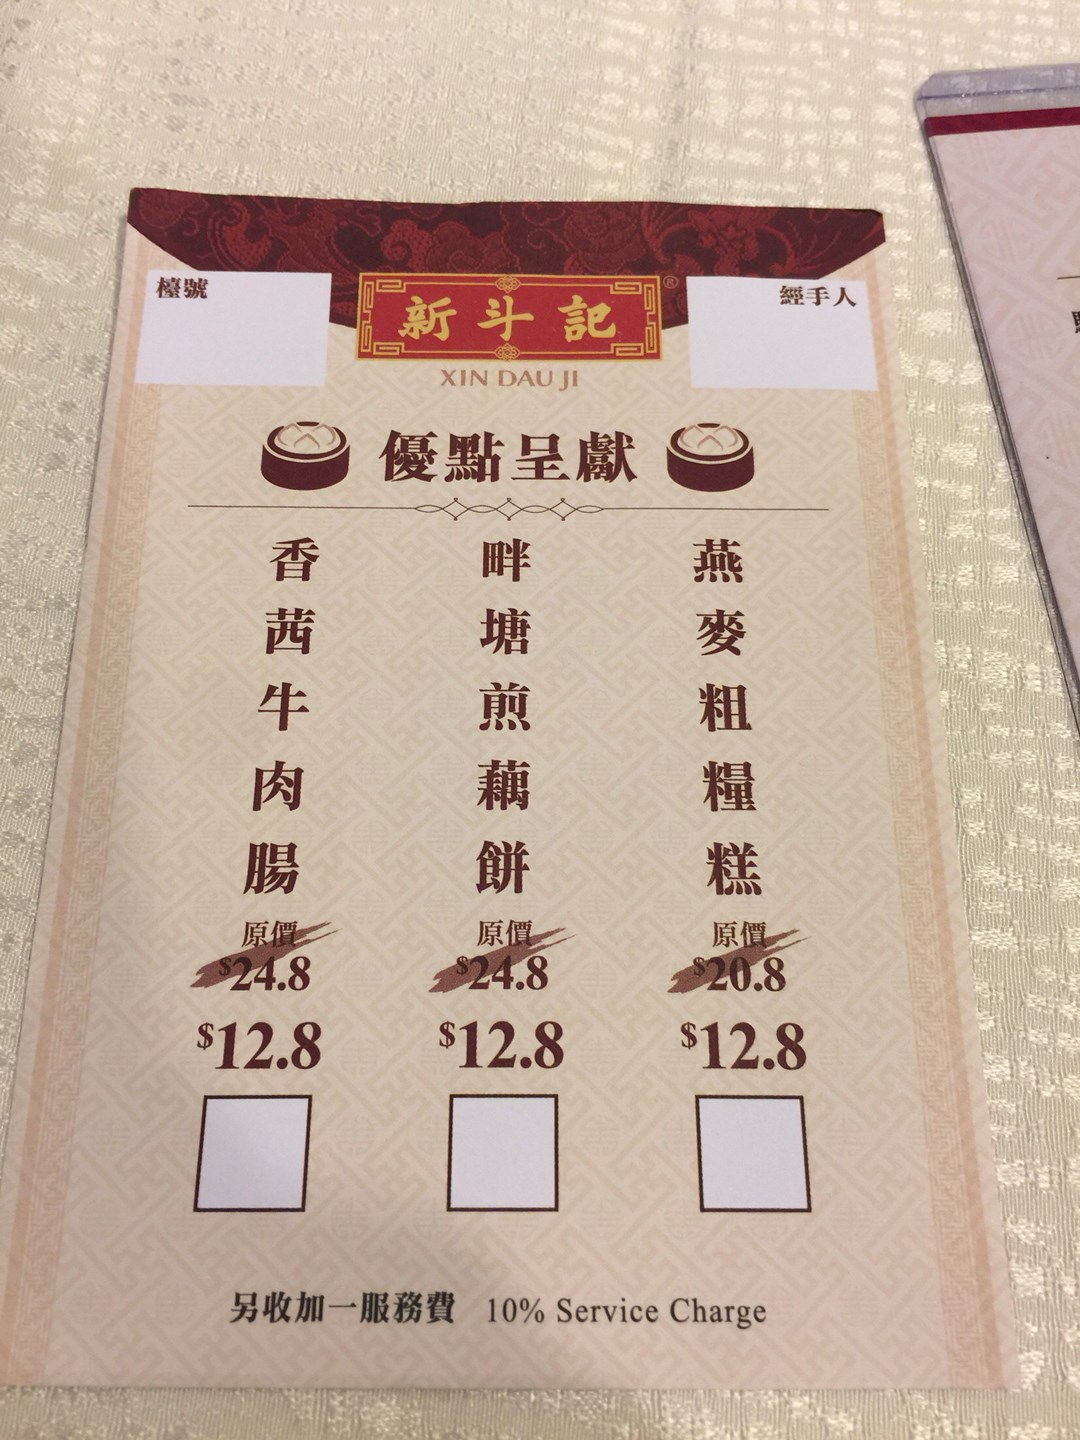 檯號
經手人
新斗記®
XIN DAU JI
優點呈獻
香茜牛肉腸
原價
$24.8
$12.8
畔塘煎藕餅
原價
$24.8
$12.8
燕麥粗糧糕
原價
$20.8
$12.8
另收加一服務費 10% Service Charge